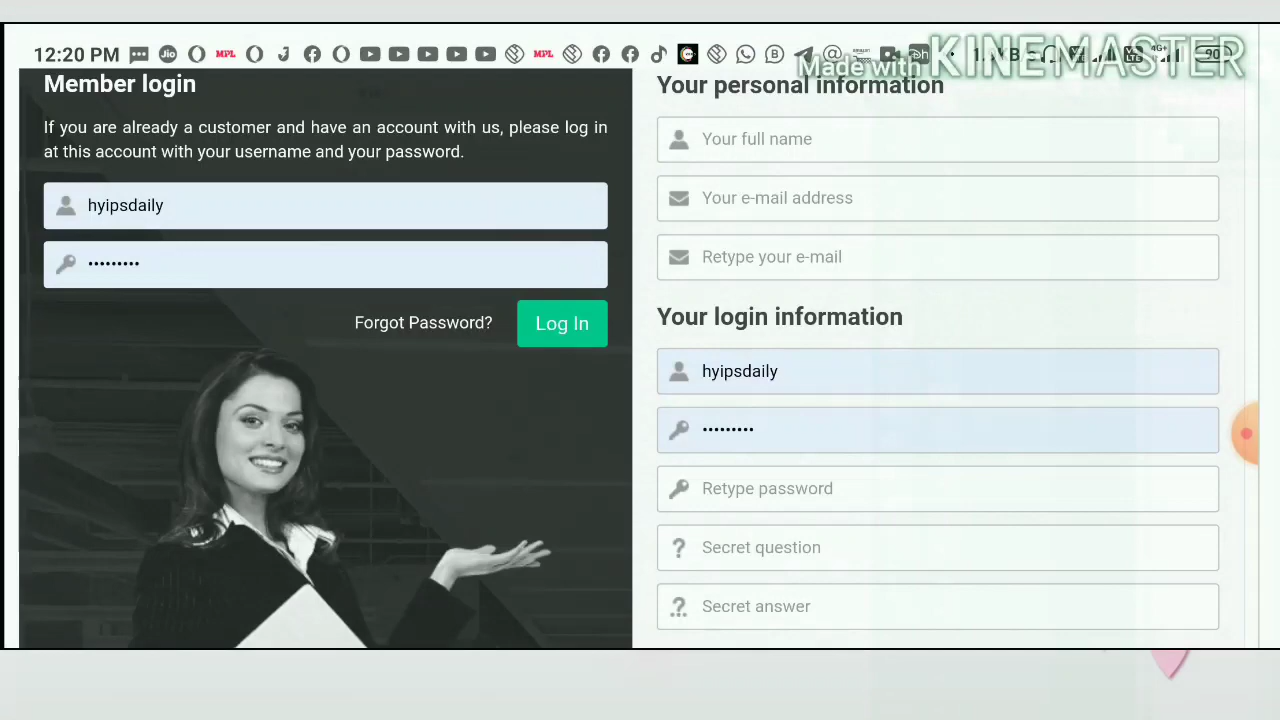 12:20 PM
Made with KINEMASTER
Member login
If you are already a customer and have an account with us, please log in
at this account with your username and your password.
hyipsdaily
•••••••••
Forgot Password?
Log In
Your personal information
Your full name
Your e-mail address
Retype your e-mail
Your login information
hyipsdaily
•••••••••
Retype password
Secret question
Secret answer